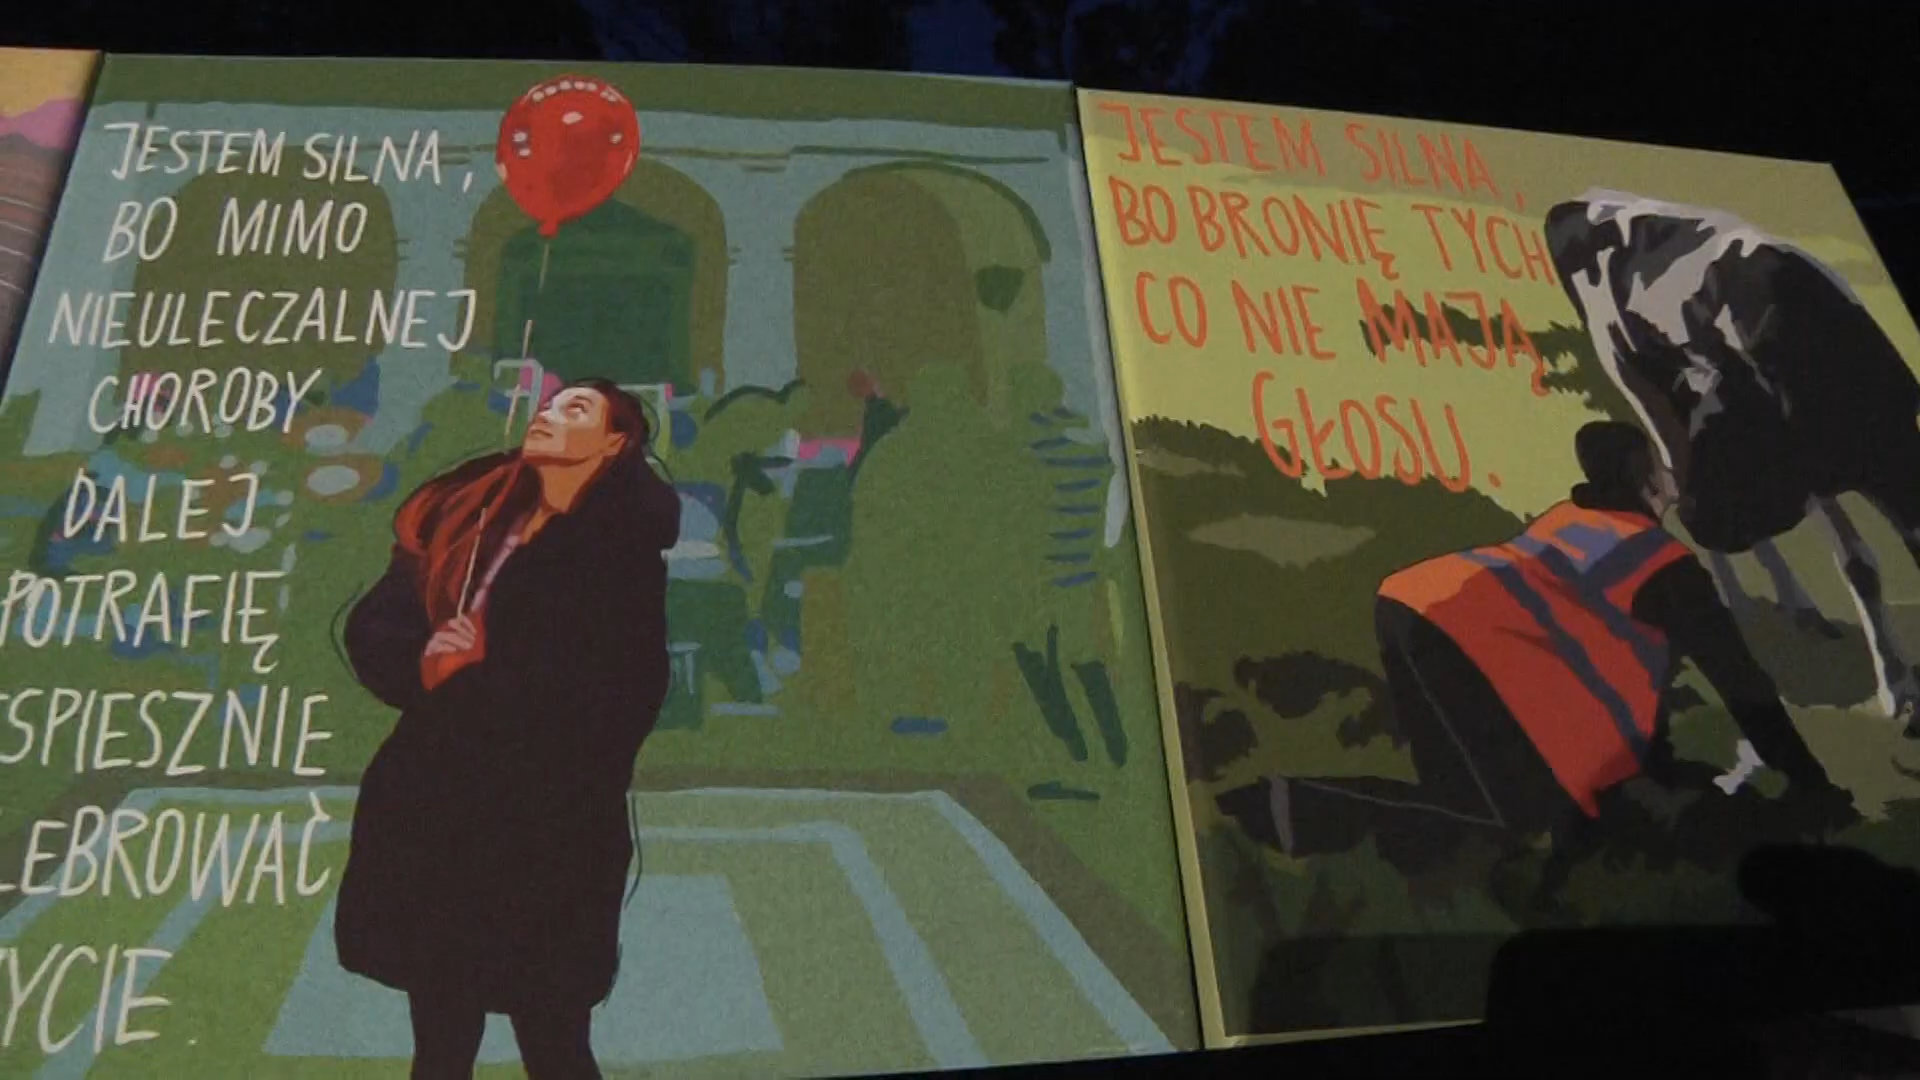 JESTEM SILNA,
BO MIMO
NIEULECZALNEJ
CHOROBY
DALEJ
POTRAFIĘ
ESPIESZNIE
LEBROWAĆ
ŻYCIE.
JESTEM SILNA,
BO BRONIĘ TYCH
CO NIE MAJĄ
GŁOSU.